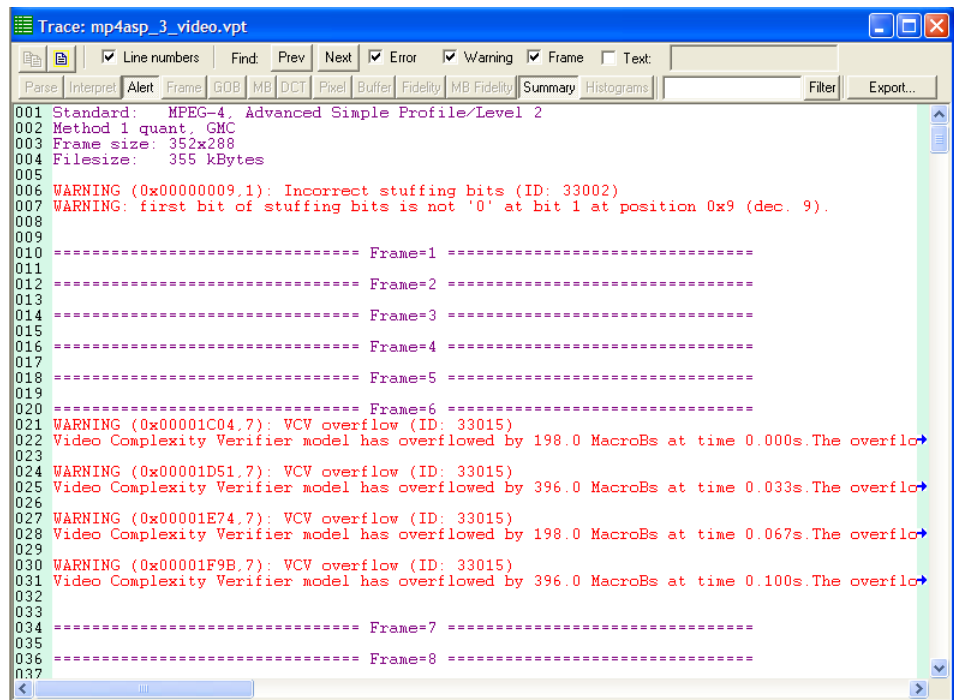 Trace: mp4asp_3_video.vpt
Line numbers Find: Prev Next Error Warning Frame Text:
Parse Interpret Alert Frame GOB MB DCT Pixel Buffer Fidelity MB Fidelity Summary Histograms Filter Export...
001 Standard:   MPEG-4, Advanced Simple Profile/Level 2
002 Method 1 quant, GMC
003 Frame size: 352x288
004 Filesize:   355 kBytes
005
006 WARNING (0x00000009,1): Incorrect stuffing bits (ID: 33002)
007 WARNING: first bit of stuffing bits is not '0' at bit 1 at position 0x9 (dec. 9).
008
009
010 ================================ Frame=1 ================================
011
012 ================================ Frame=2 ================================
013
014 ================================ Frame=3 ================================
015
016 ================================ Frame=4 ================================
017
018 ================================ Frame=5 ================================
019
020 ================================ Frame=6 ================================
021 WARNING (0x00001C04,7): VCV overflow (ID: 33015)
022 Video Complexity Verifier model has overflowed by 198.0 MacroBs at time 0.000s.The overflo
023
024 WARNING (0x00001D51,7): VCV overflow (ID: 33015)
025 Video Complexity Verifier model has overflowed by 396.0 MacroBs at time 0.033s.The overflo
026
027 WARNING (0x00001E74,7): VCV overflow (ID: 33015)
028 Video Complexity Verifier model has overflowed by 198.0 MacroBs at time 0.067s.The overflo
029
030 WARNING (0x00001F9B,7): VCV overflow (ID: 33015)
031 Video Complexity Verifier model has overflowed by 396.0 MacroBs at time 0.100s.The overflo
032
033
034 ================================ Frame=7 ================================
035
036 ================================ Frame=8 ================================
037